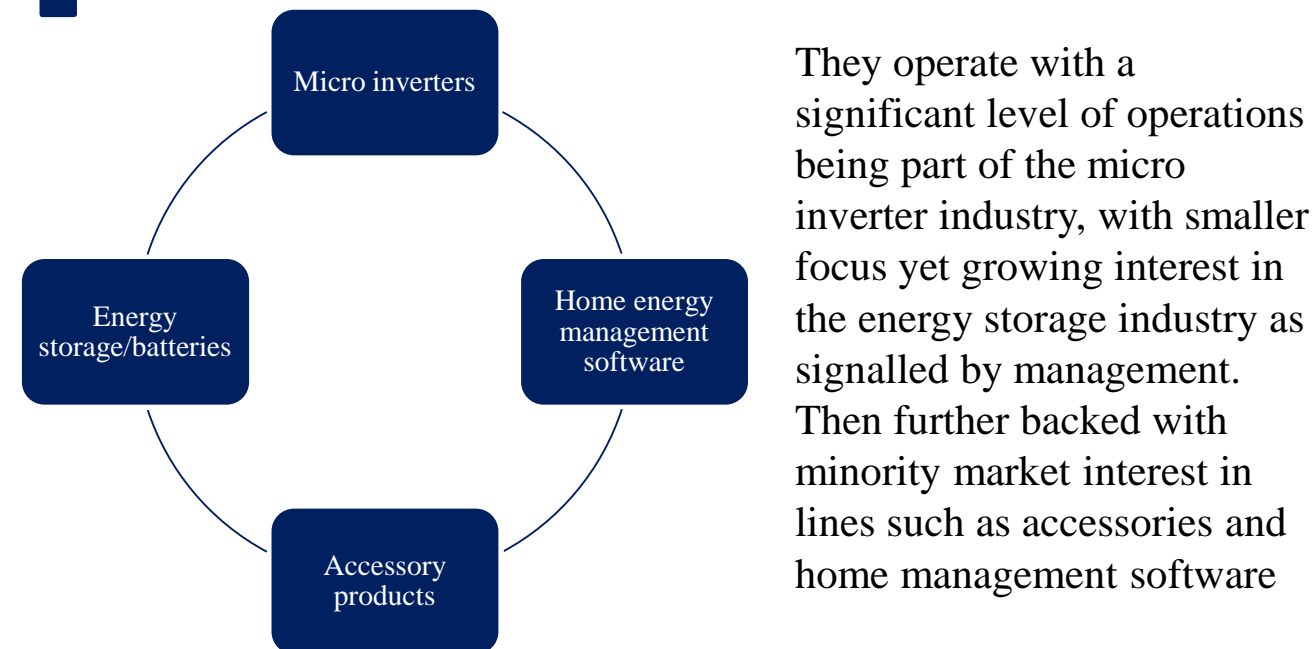 Micro inverters
Home energy
management
software
Accessory
products
Energy
storage/batteries
They operate with a
significant level of operations
being part of the micro
inverter industry, with smaller
focus yet growing interest in
the energy storage industry as
signalled by management.
Then further backed with
minority market interest in
lines such as accessories and
home management software